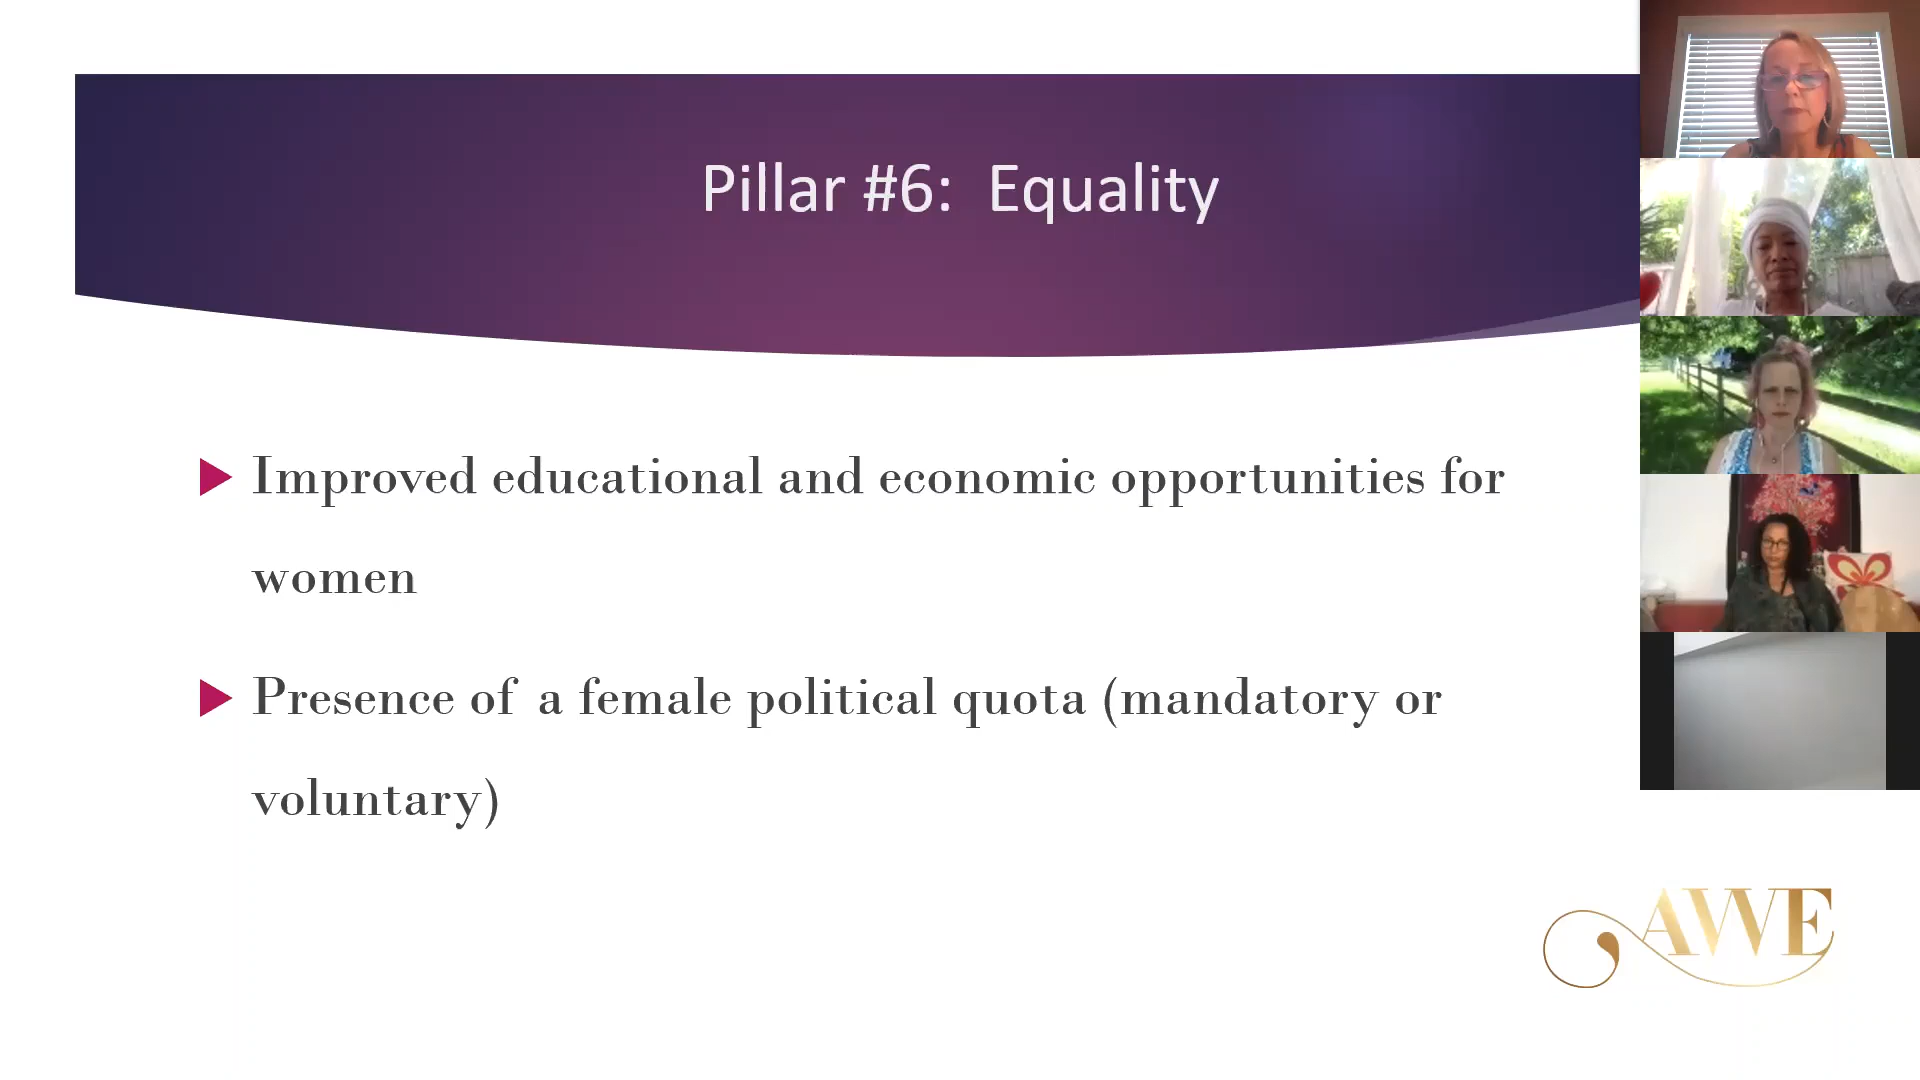 Pillar #6: Equality
Improved educational and economic opportunities for
women
Presence of a female political quota (mandatory or
voluntary)
AWE